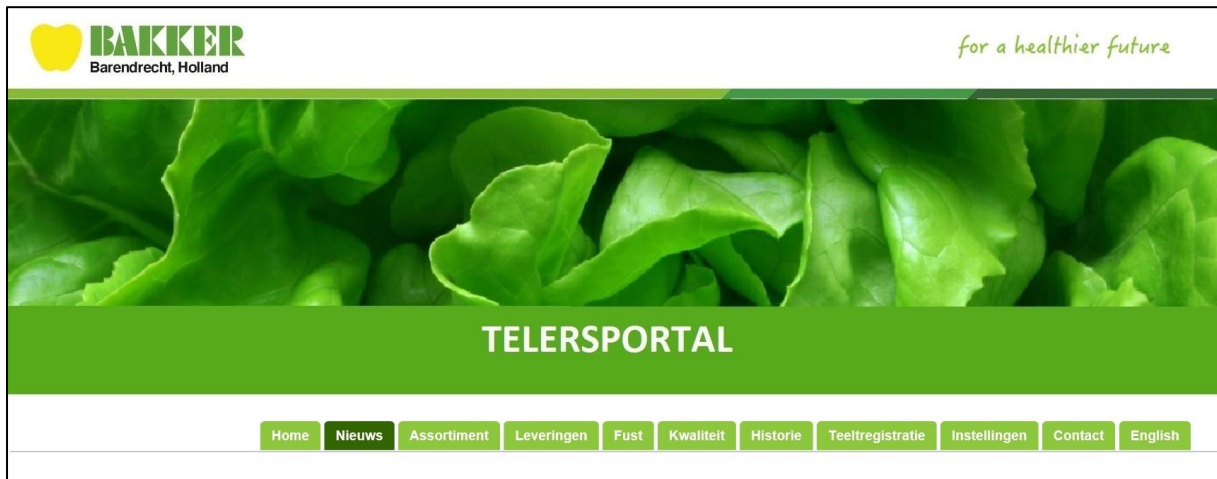 BAKKER
Barendrecht, Holland
for a healthier future
TELERSPORTAL
Home Nieuws Assortiment Leveringen Fust Kwaliteit Historie Teeltregistratie Instellingen Contact English